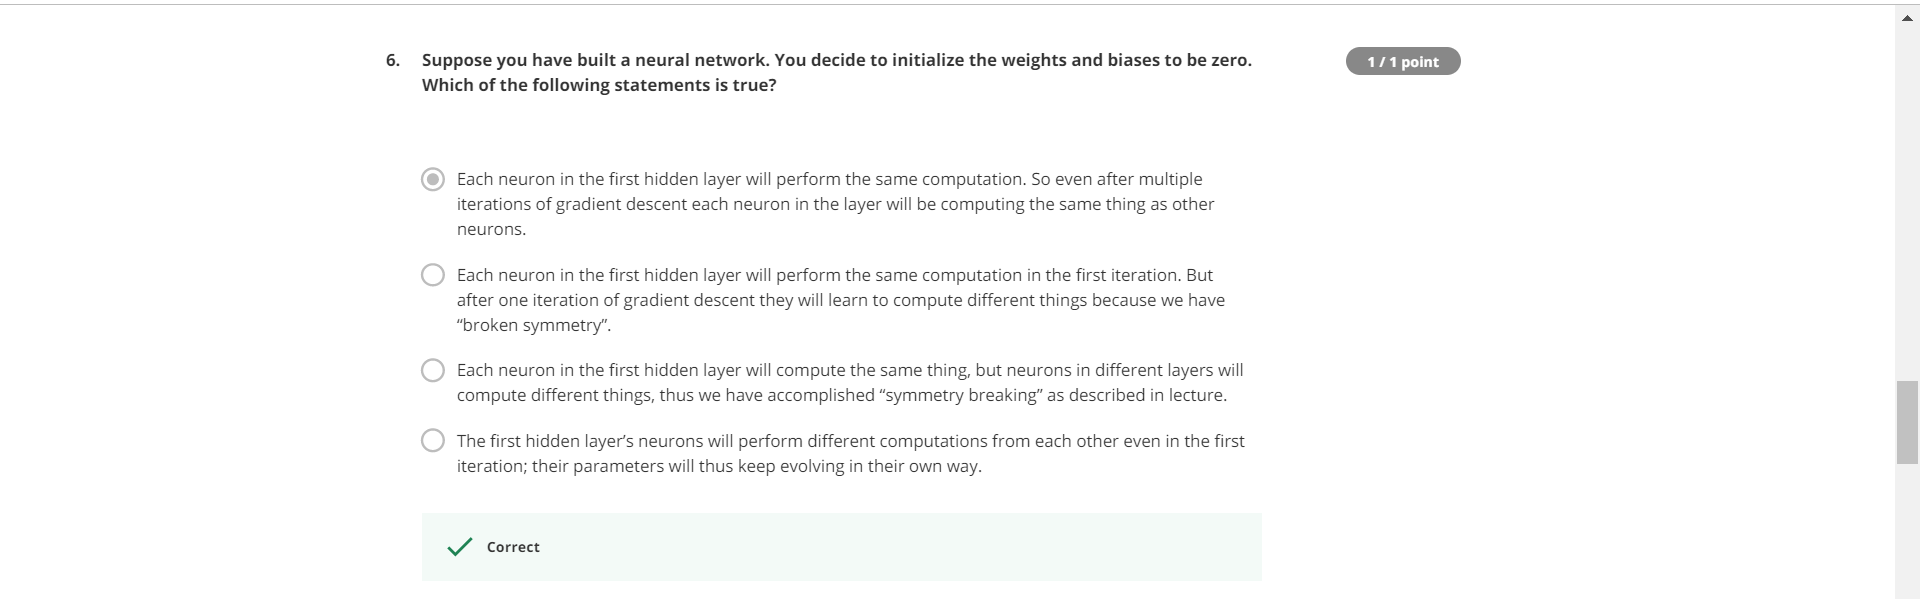 6. Suppose you have built a neural network. You decide to initialize the weights and biases to be zero.
Which of the following statements is true?
1 / 1 point
Each neuron in the first hidden layer will perform the same computation. So even after multiple
iterations of gradient descent each neuron in the layer will be computing the same thing as other
neurons.
Each neuron in the first hidden layer will perform the same computation in the first iteration. But
after one iteration of gradient descent they will learn to compute different things because we have
“broken symmetry”.
Each neuron in the first hidden layer will compute the same thing, but neurons in different layers will
compute different things, thus we have accomplished “symmetry breaking” as described in lecture.
The first hidden layer’s neurons will perform different computations from each other even in the first
iteration; their parameters will thus keep evolving in their own way.
Correct